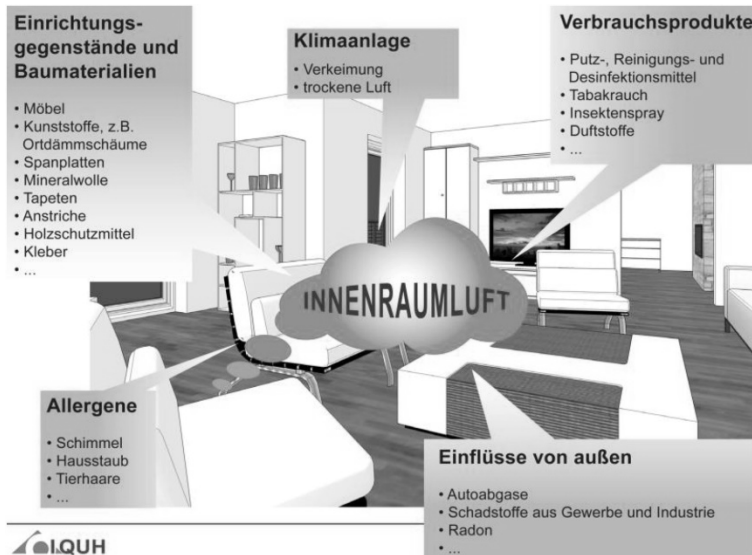 Einrichtungs-
gegenstände und
Baumaterialien
• Möbel
• Kunststoffe, z.B.
Ortdämmschäume
• Spanplatten
• Mineralwolle
• Tapeten
• Anstriche
• Holzschutzmittel
• Kleber
• ...
Klimaanlage
• Verkeimung
• trockene Luft
Verbrauchsprodukte
• Putz-, Reinigungs- und
Desinfektionsmittel
• Tabakrauch
• Insektenspray
• Duftstoffe
• ...
INNENRAUMLUFT
Allergene
• Schimmel
• Hausstaub
• Tierhaare
• ...
Einflüsse von außen
• Autoabgase
• Schadstoffe aus Gewerbe und Industrie
• Radon
• ...
I.QUH